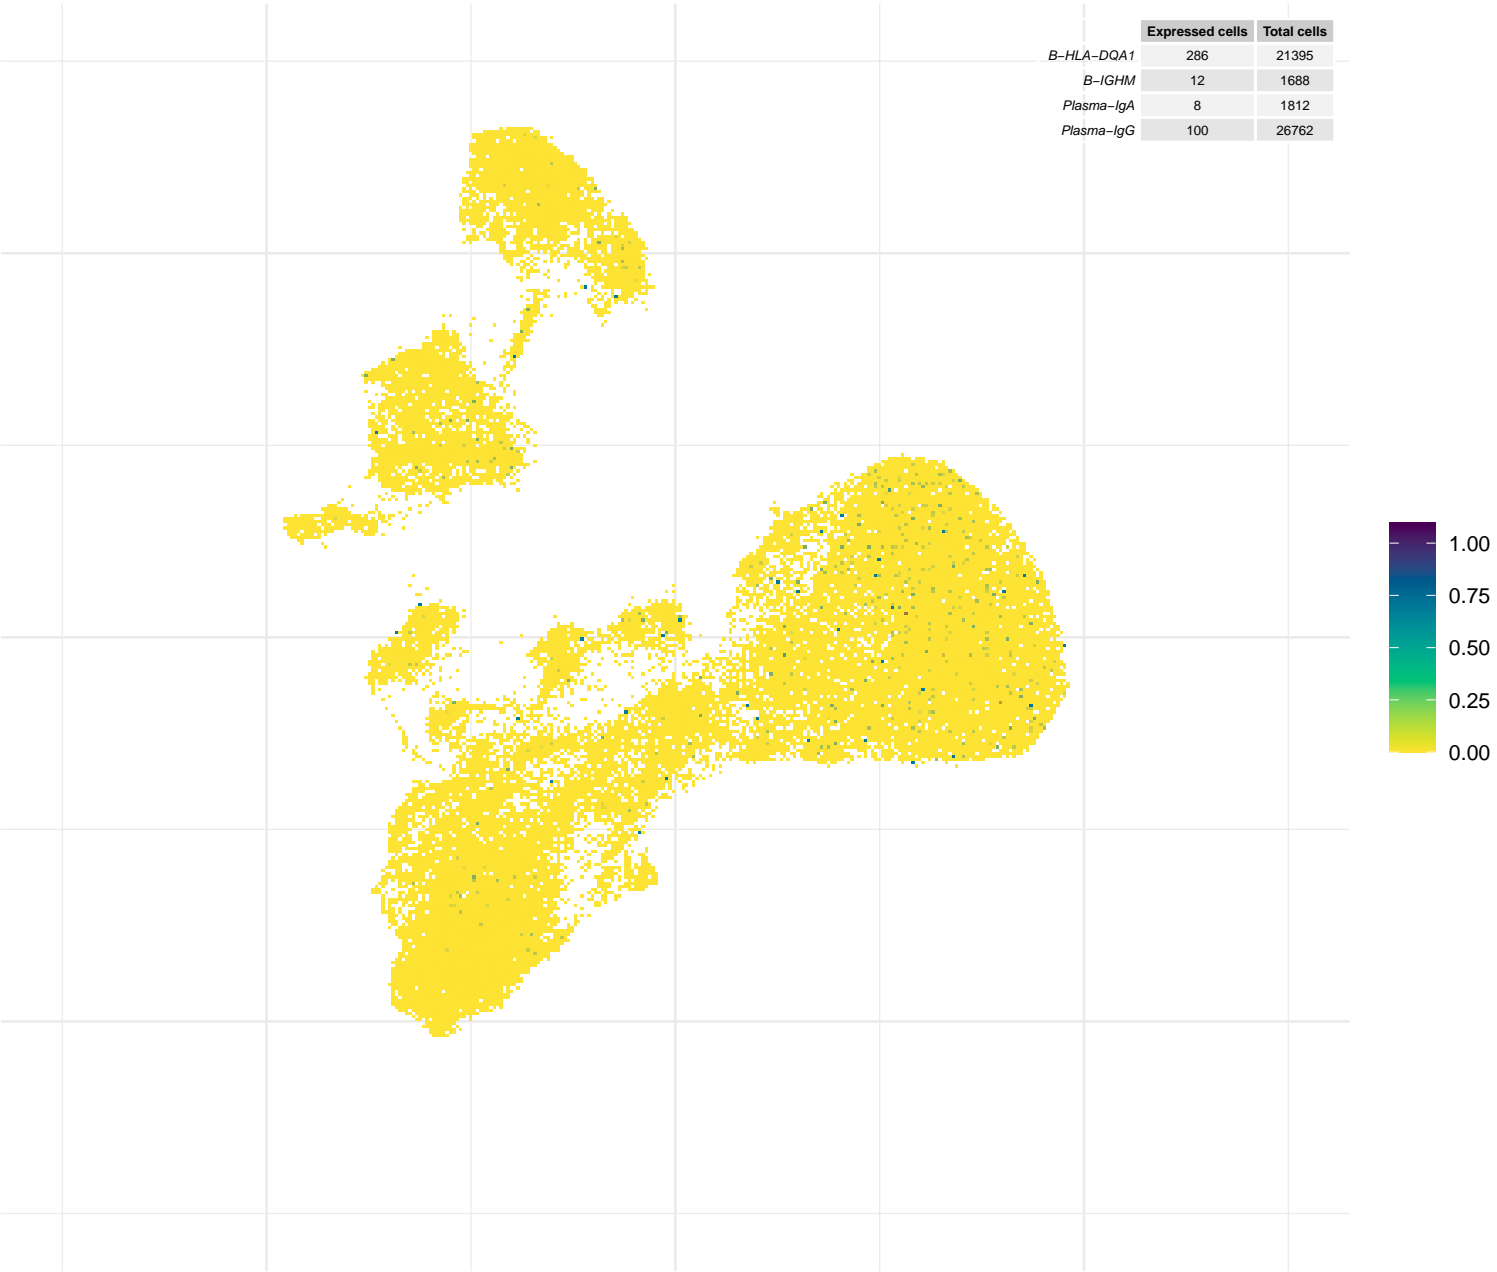 Expressed cells Total cells
B−HLA−DQA1 286 21395
B−IGHM 12 1688
Plasma−IgA 8 1812
Plasma−IgG 100 26762
1.00
0.75
0.50
0.25
0.00